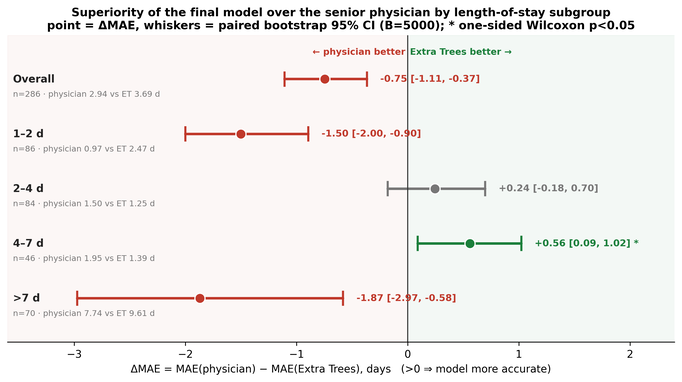 Superiority of the final model over the senior physician by length-of-stay subgroup
point = ΔMAE, whiskers = paired bootstrap 95% CI (B=5000); * one-sided Wilcoxon p<0.05
← physician better Extra Trees better →
Overall
-0.75 [-1.11, -0.37]
n=286 · physician 2.94 vs ET 3.69 d
1–2 d
-1.50 [-2.00, -0.90]
n=86 · physician 0.97 vs ET 2.47 d
2–4 d
+0.24 [-0.18, 0.70]
n=84 · physician 1.50 vs ET 1.25 d
4–7 d
+0.56 [0.09, 1.02] *
n=46 · physician 1.95 vs ET 1.39 d
>7 d
-1.87 [-2.97, -0.58]
n=70 · physician 7.74 vs ET 9.61 d
−3 −2 −1 0 1 2
ΔMAE = MAE(physician) − MAE(Extra Trees), days (>0 ⇒ model more accurate)